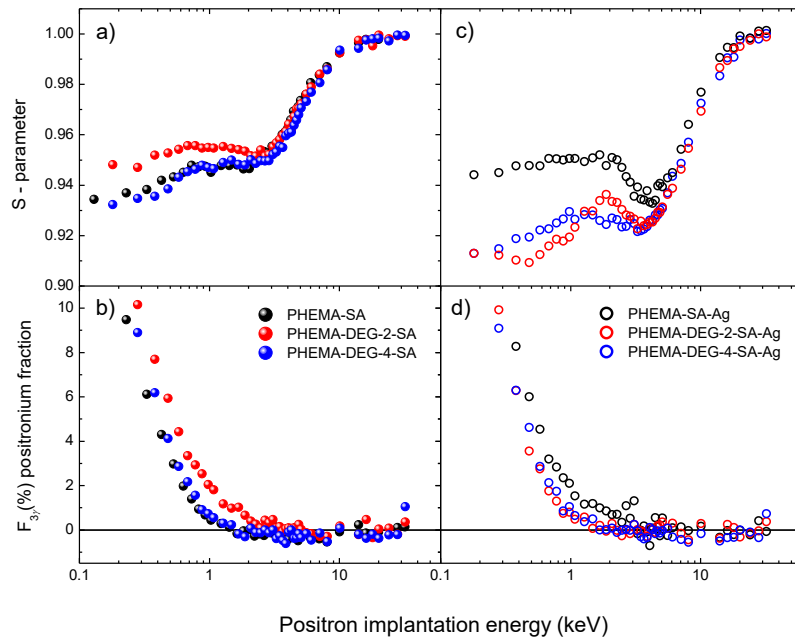 a)
c)
1.00
0.98
0.96
0.94
0.92
0.90
S - parameter
b)
d)
PHEMA-SA
PHEMA-DEG-2-SA
PHEMA-DEG-4-SA
PHEMA-SA-Ag
PHEMA-DEG-2-SA-Ag
PHEMA-DEG-4-SA-Ag
10
8
6
4
2
0
F3γ(%) positronium fraction
0.1 1 10 0.1 1 10
Positron implantation energy (keV)